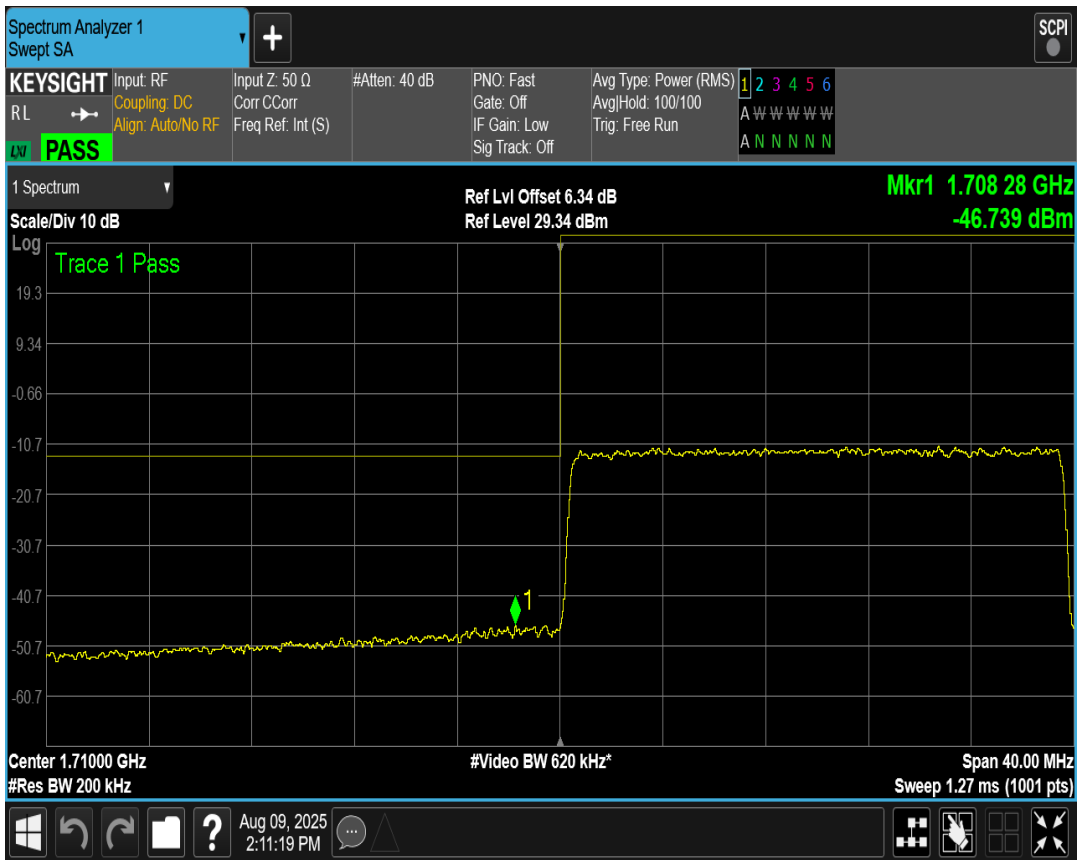 Spectrum Analyzer 1
Swept SA
+
SCPI
KEYSIGHT
RL
LXI PASS
Input: RF
Coupling: DC
Align: Auto/No RF
Input Z: 50 Ω
Corr CCorr
Freq Ref: Int (S)
#Atten: 40 dB
PNO: Fast
Gate: Off
IF Gain: Low
Sig Track: Off
Avg Type: Power (RMS)
Avg|Hold: 100/100
Trig: Free Run
1 2 3 4 5 6
A W W W W W
A N N N N N
1 Spectrum
Scale/Div 10 dB
Ref Lvl Offset 6.34 dB
Ref Level 29.34 dBm
Mkr1 1.708 28 GHz
-46.739 dBm
Log
Trace 1 Pass
19.3
9.34
-0.66
-10.7
-20.7
-30.7
-40.7
1
-50.7
-60.7
Center 1.71000 GHz
#Res BW 200 kHz
#Video BW 620 kHz*
Span 40.00 MHz
Sweep 1.27 ms (1001 pts)
?
Aug 09, 2025
2:11:19 PM